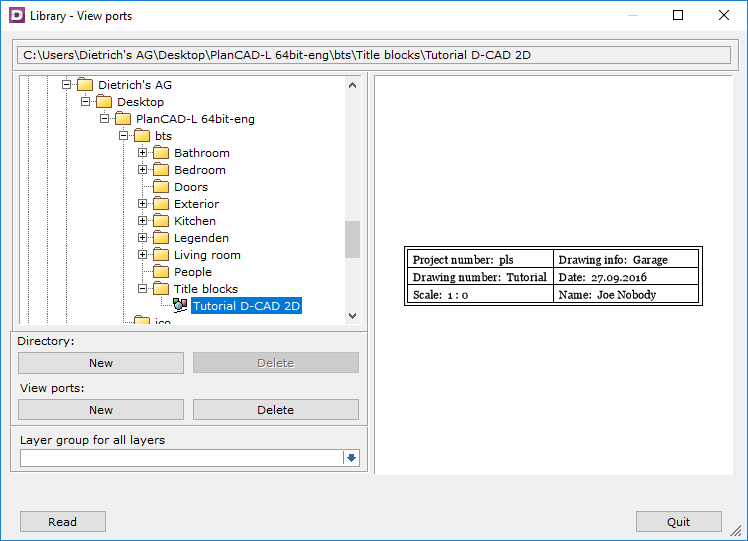 D Library - View ports
C:\Users\Dietrich's AG\Desktop\PlanCAD-L 64bit-eng\bts\Title blocks\Tutorial D-CAD 2D
Dietrich's AG
Desktop
PlanCAD-L 64bit-eng
bts
Bathroom
Bedroom
Doors
Exterior
Kitchen
Legenden
Living room
People
Title blocks
Tutorial D-CAD 2D
ico
Directory:
New Delete
View ports:
New Delete
Layer group for all layers
Project number: pls Drawing info: Garage
Drawing number: Tutorial Date: 27.09.2016
Scale: 1 : 0 Name: Joe Nobody
Read Quit